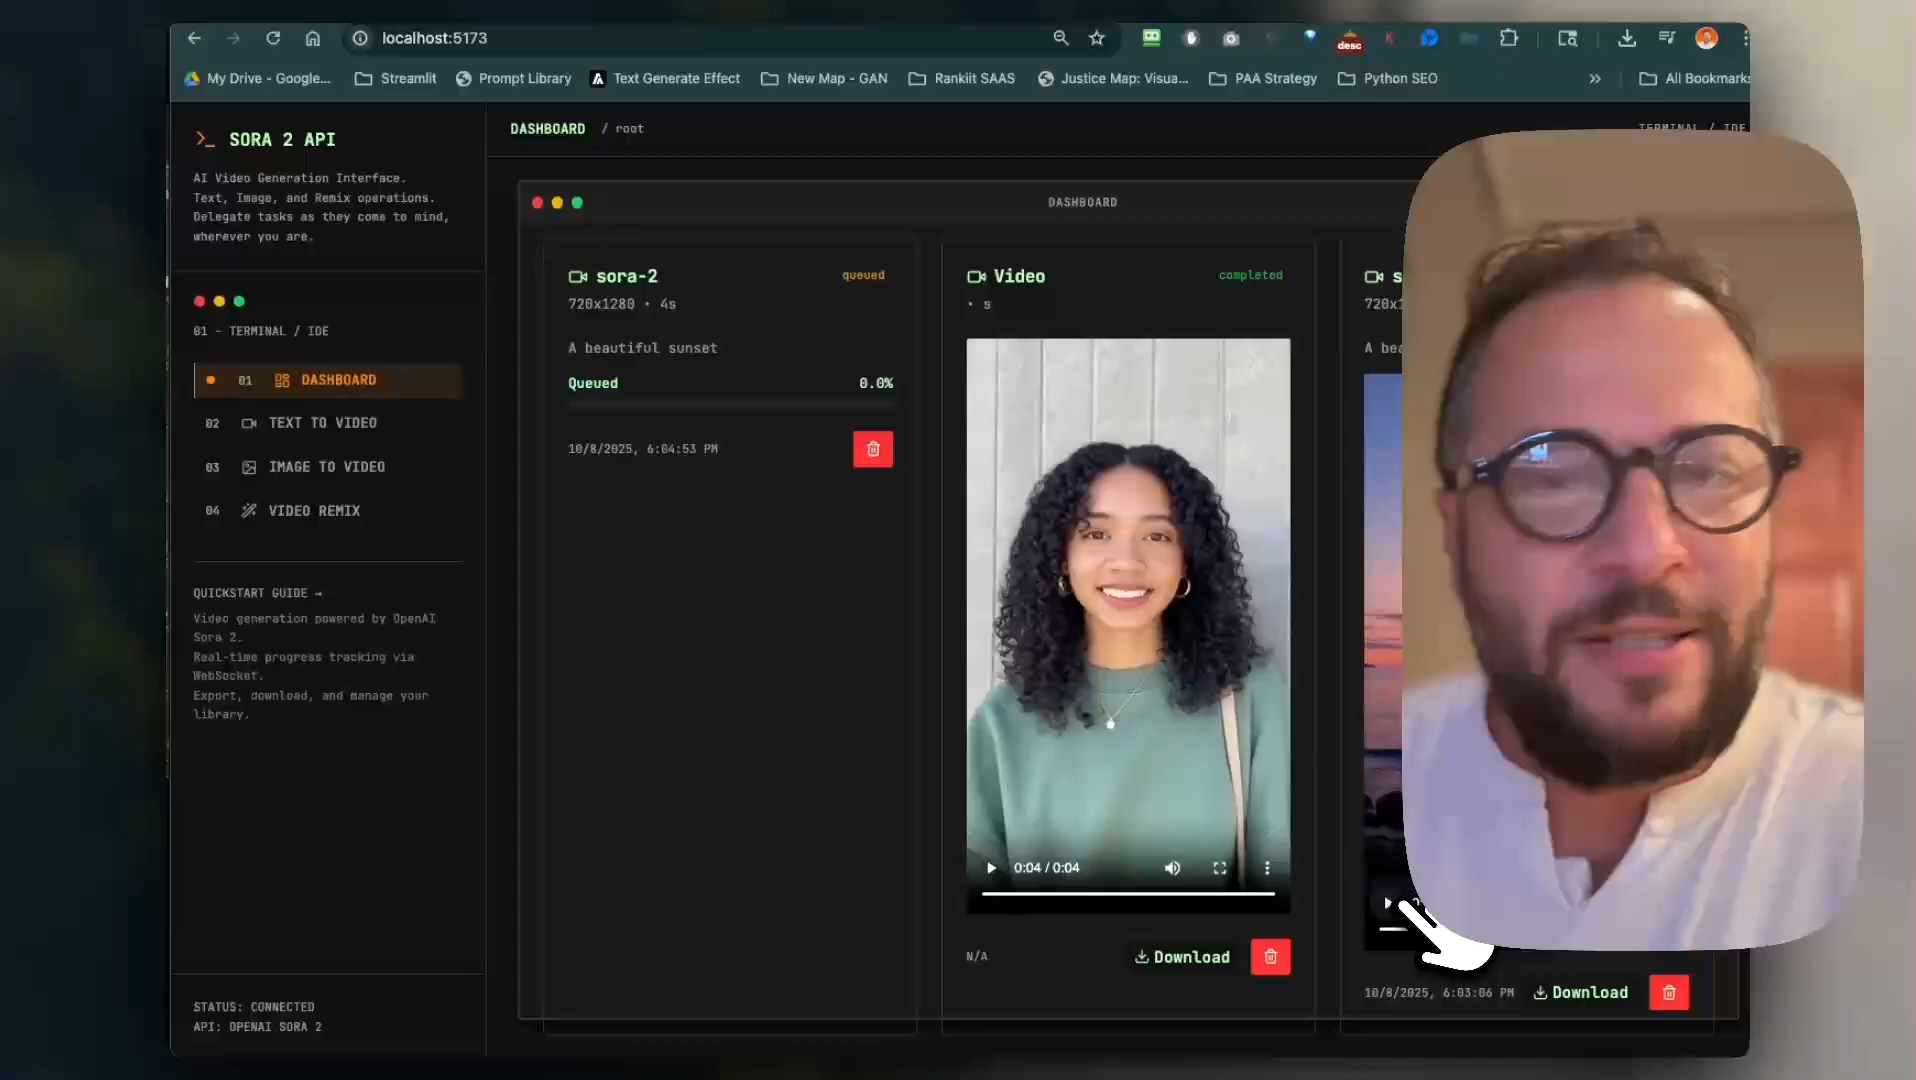 localhost:5173
desc
My Drive - Google...
Streamlit
Prompt Library
Text Generate Effect
New Map - GAN
Rankiit SAAS
Justice Map: Visua...
PAA Strategy
Python SEO
All Bookmarks
>_ SORA 2 API
AI Video Generation Interface.
Text, Image, and Remix operations.
Delegate tasks as they come to mind,
wherever you are.
01 - TERMINAL / IDE
01 DASHBOARD
02 TEXT TO VIDEO
03 IMAGE TO VIDEO
04 VIDEO REMIX
QUICKSTART GUIDE →
Video generation powered by OpenAI
Sora 2.
Real-time progress tracking via
WebSocket.
Export, download, and manage your
library.
STATUS: CONNECTED
API: OPENAI SORA 2
DASHBOARD / root
TERMINAL / IDE
DASHBOARD
sora-2 queued
720x1280 • 4s
A beautiful sunset
Queued 0.0%
10/8/2025, 6:04:53 PM
Video completed
• s
0:04 / 0:04
N/A
Download
s
720x1
A bea
10/8/2025, 6:03:06 PM
Download